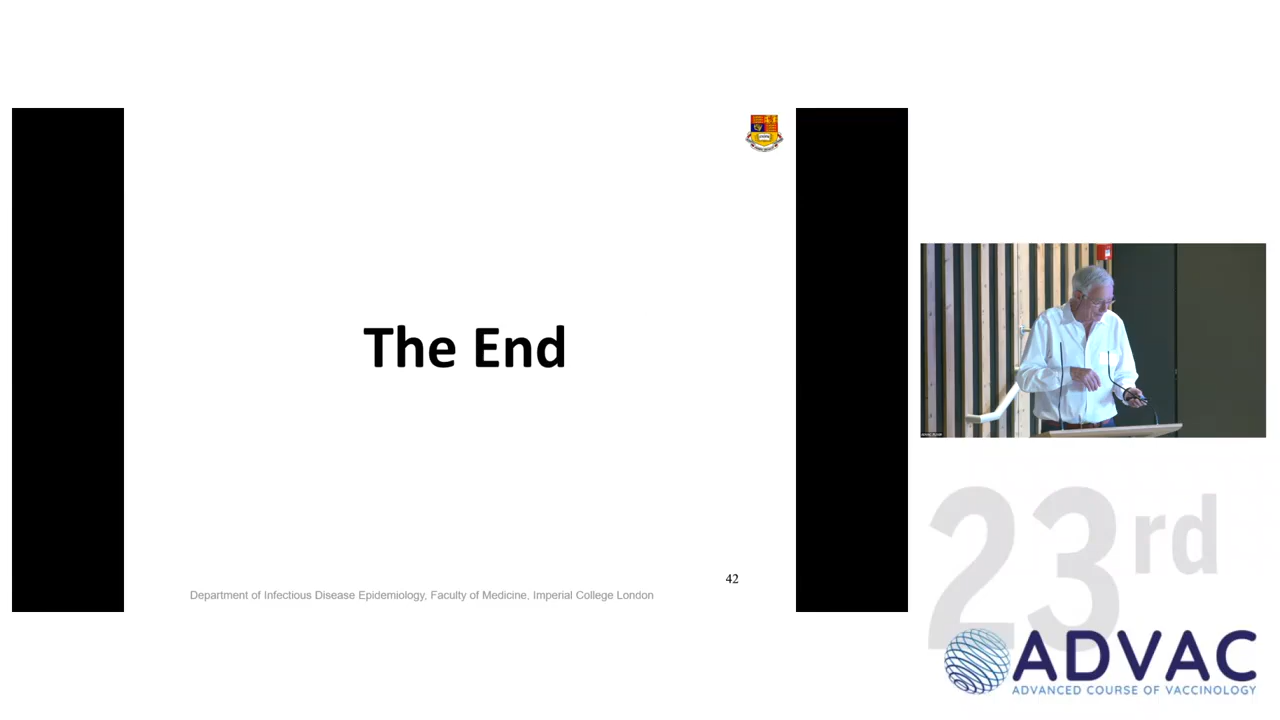 The End
42
Department of Infectious Disease Epidemiology, Faculty of Medicine, Imperial College London
23rd
ADVAC
ADVANCED COURSE OF VACCINOLOGY